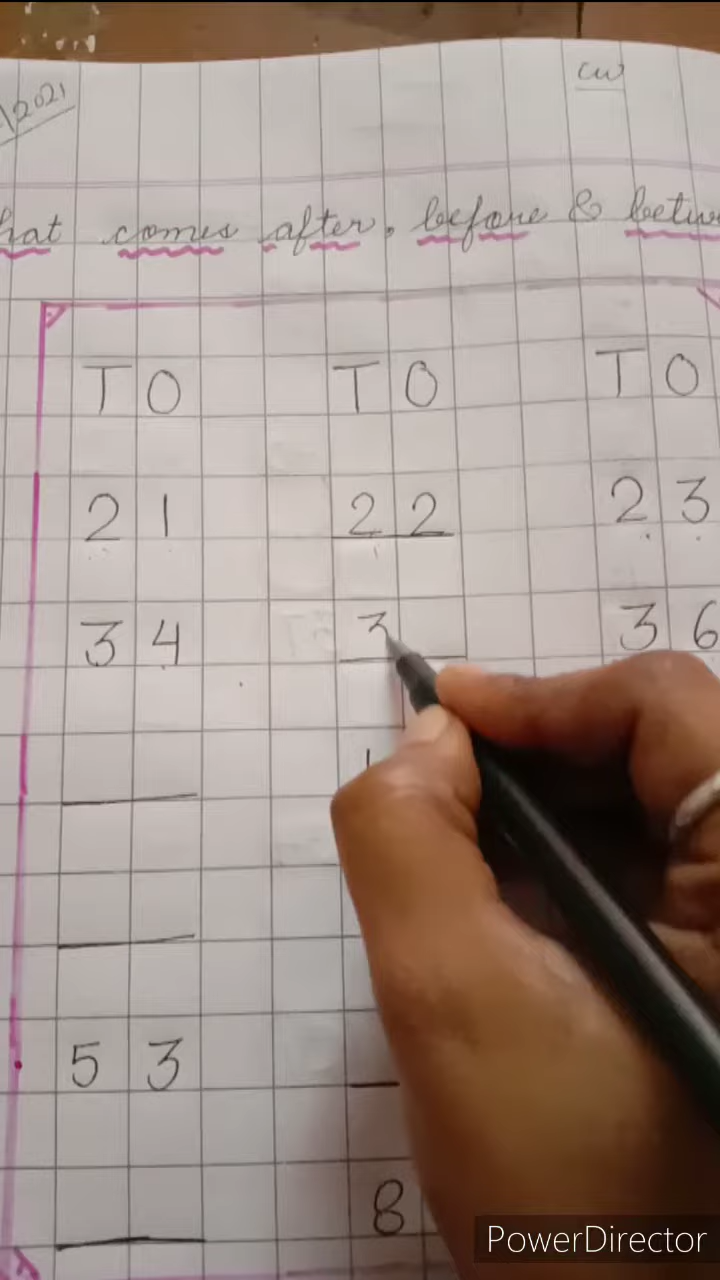 \2021
CW
hat comes after, before & betwe
T O T O T O
2 1 2 2 2 3
3 4 3 3 6
5 3
8
PowerDirector